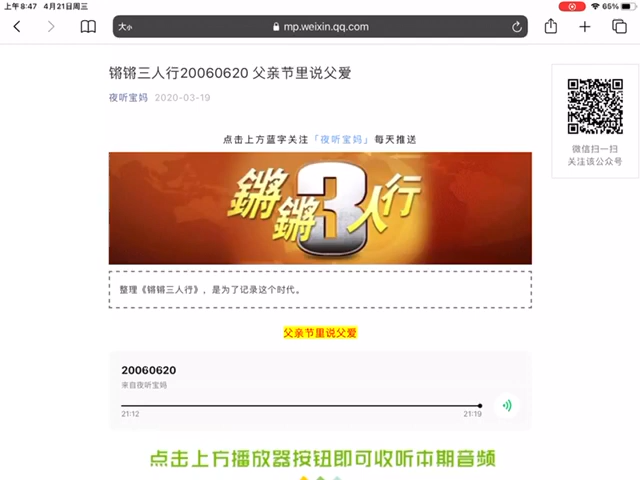 上午8:47 4月21日周三
65%
大小
mp.weixin.qq.com
锵锵三人行20060620 父亲节里说父爱
夜听宝妈 2020-03-19
微信扫一扫
关注该公众号
点击上方蓝字关注「夜听宝妈」每天推送
锵锵3人行
整理《锵锵三人行》，是为了记录这个时代。
父亲节里说父爱
20060620
来自夜听宝妈
21:12 21:19
点击上方播放器按钮即可收听本期音频